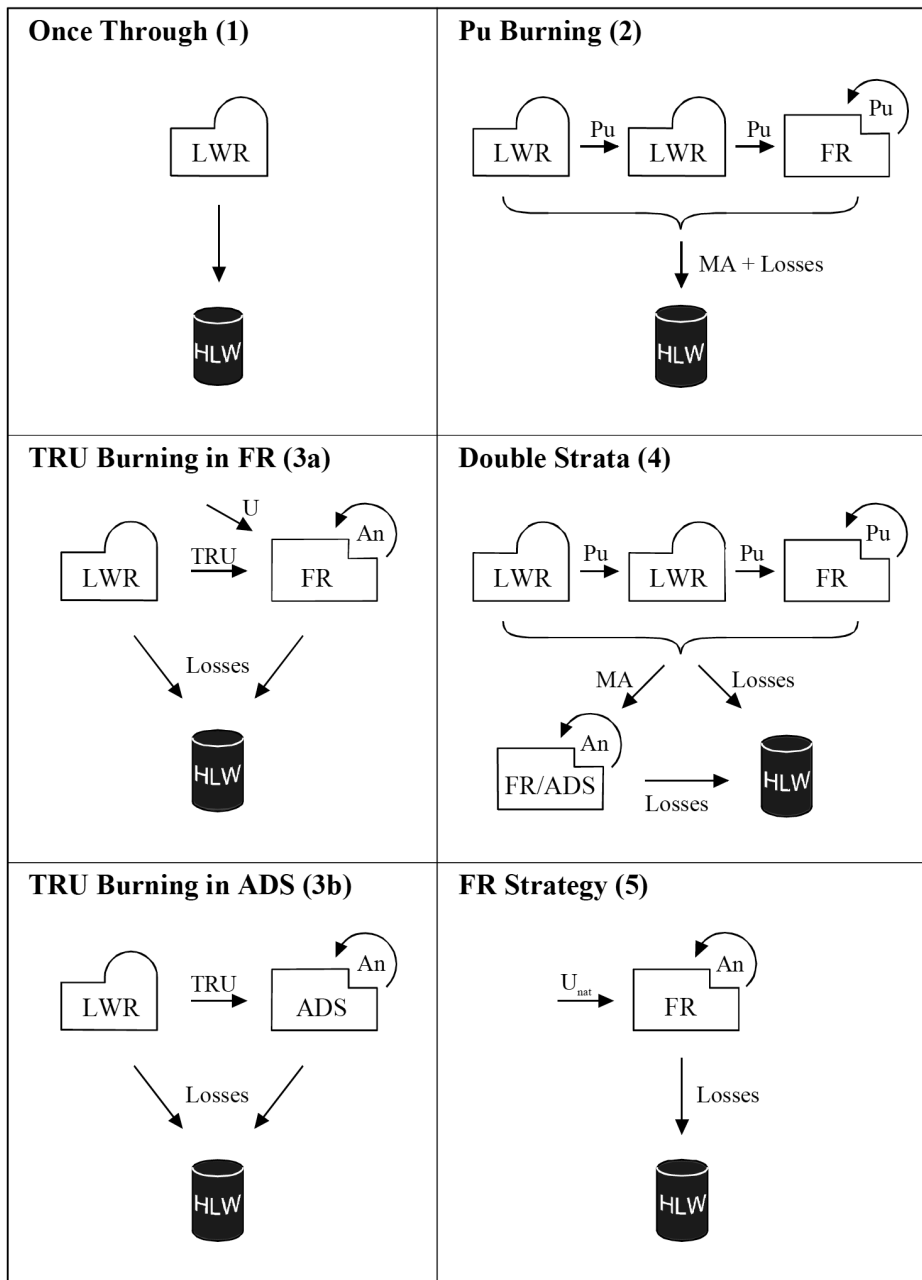 Once Through (1)
LWR
HLW
Pu Burning (2)
Pu
Pu
Pu
LWR
LWR
FR
MA + Losses
HLW
TRU Burning in FR (3a)
U
An
TRU
LWR
FR
Losses
HLW
Double Strata (4)
Pu
Pu
Pu
LWR
LWR
FR
MA
Losses
An
FR/ADS
Losses
HLW
TRU Burning in ADS (3b)
An
TRU
LWR
ADS
Losses
HLW
FR Strategy (5)
An
Unat
FR
Losses
HLW